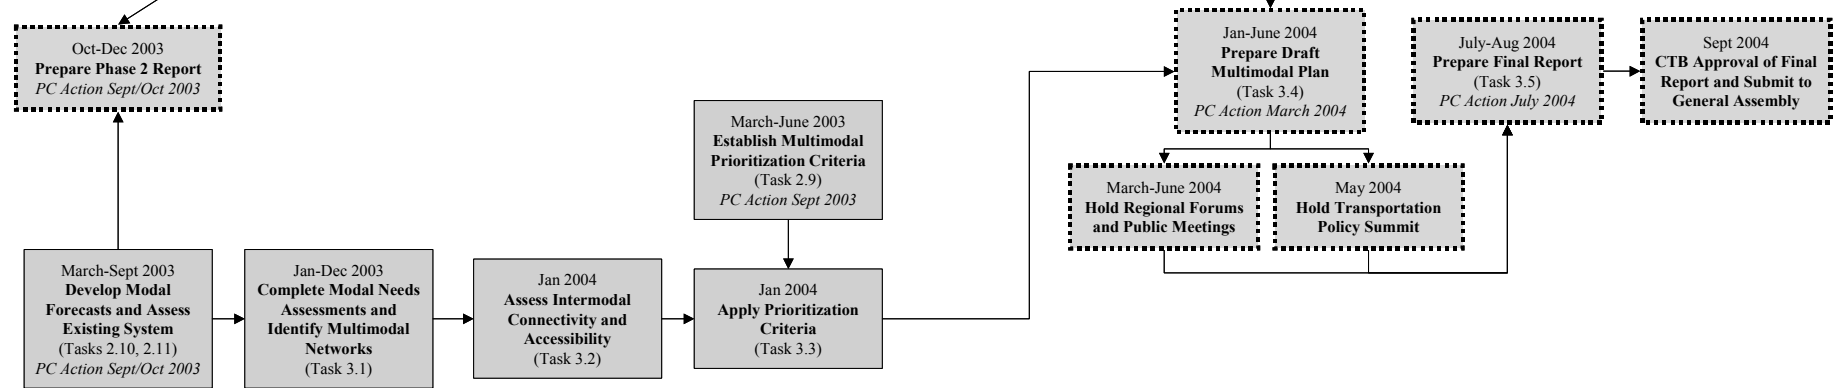 Oct-Dec 2003
Prepare Phase 2 Report
PC Action Sept/Oct 2003
Jan-June 2004
Prepare Draft
Multimodal Plan
(Task 3.4)
PC Action March 2004
July-Aug 2004
Prepare Final Report
(Task 3.5)
PC Action July 2004
Sept 2004
CTB Approval of Final
Report and Submit to
General Assembly
March-June 2003
Establish Multimodal
Prioritization Criteria
(Task 2.9)
PC Action Sept 2003
March-June 2004
Hold Regional Forums
and Public Meetings
May 2004
Hold Transportation
Policy Summit
March-Sept 2003
Develop Modal
Forecasts and Assess
Existing System
(Tasks 2.10, 2.11)
PC Action Sept/Oct 2003
Jan-Dec 2003
Complete Modal Needs
Assessments and
Identify Multimodal
Networks
(Task 3.1)
Jan 2004
Assess Intermodal
Connectivity and
Accessibility
(Task 3.2)
Jan 2004
Apply Prioritization
Criteria
(Task 3.3)